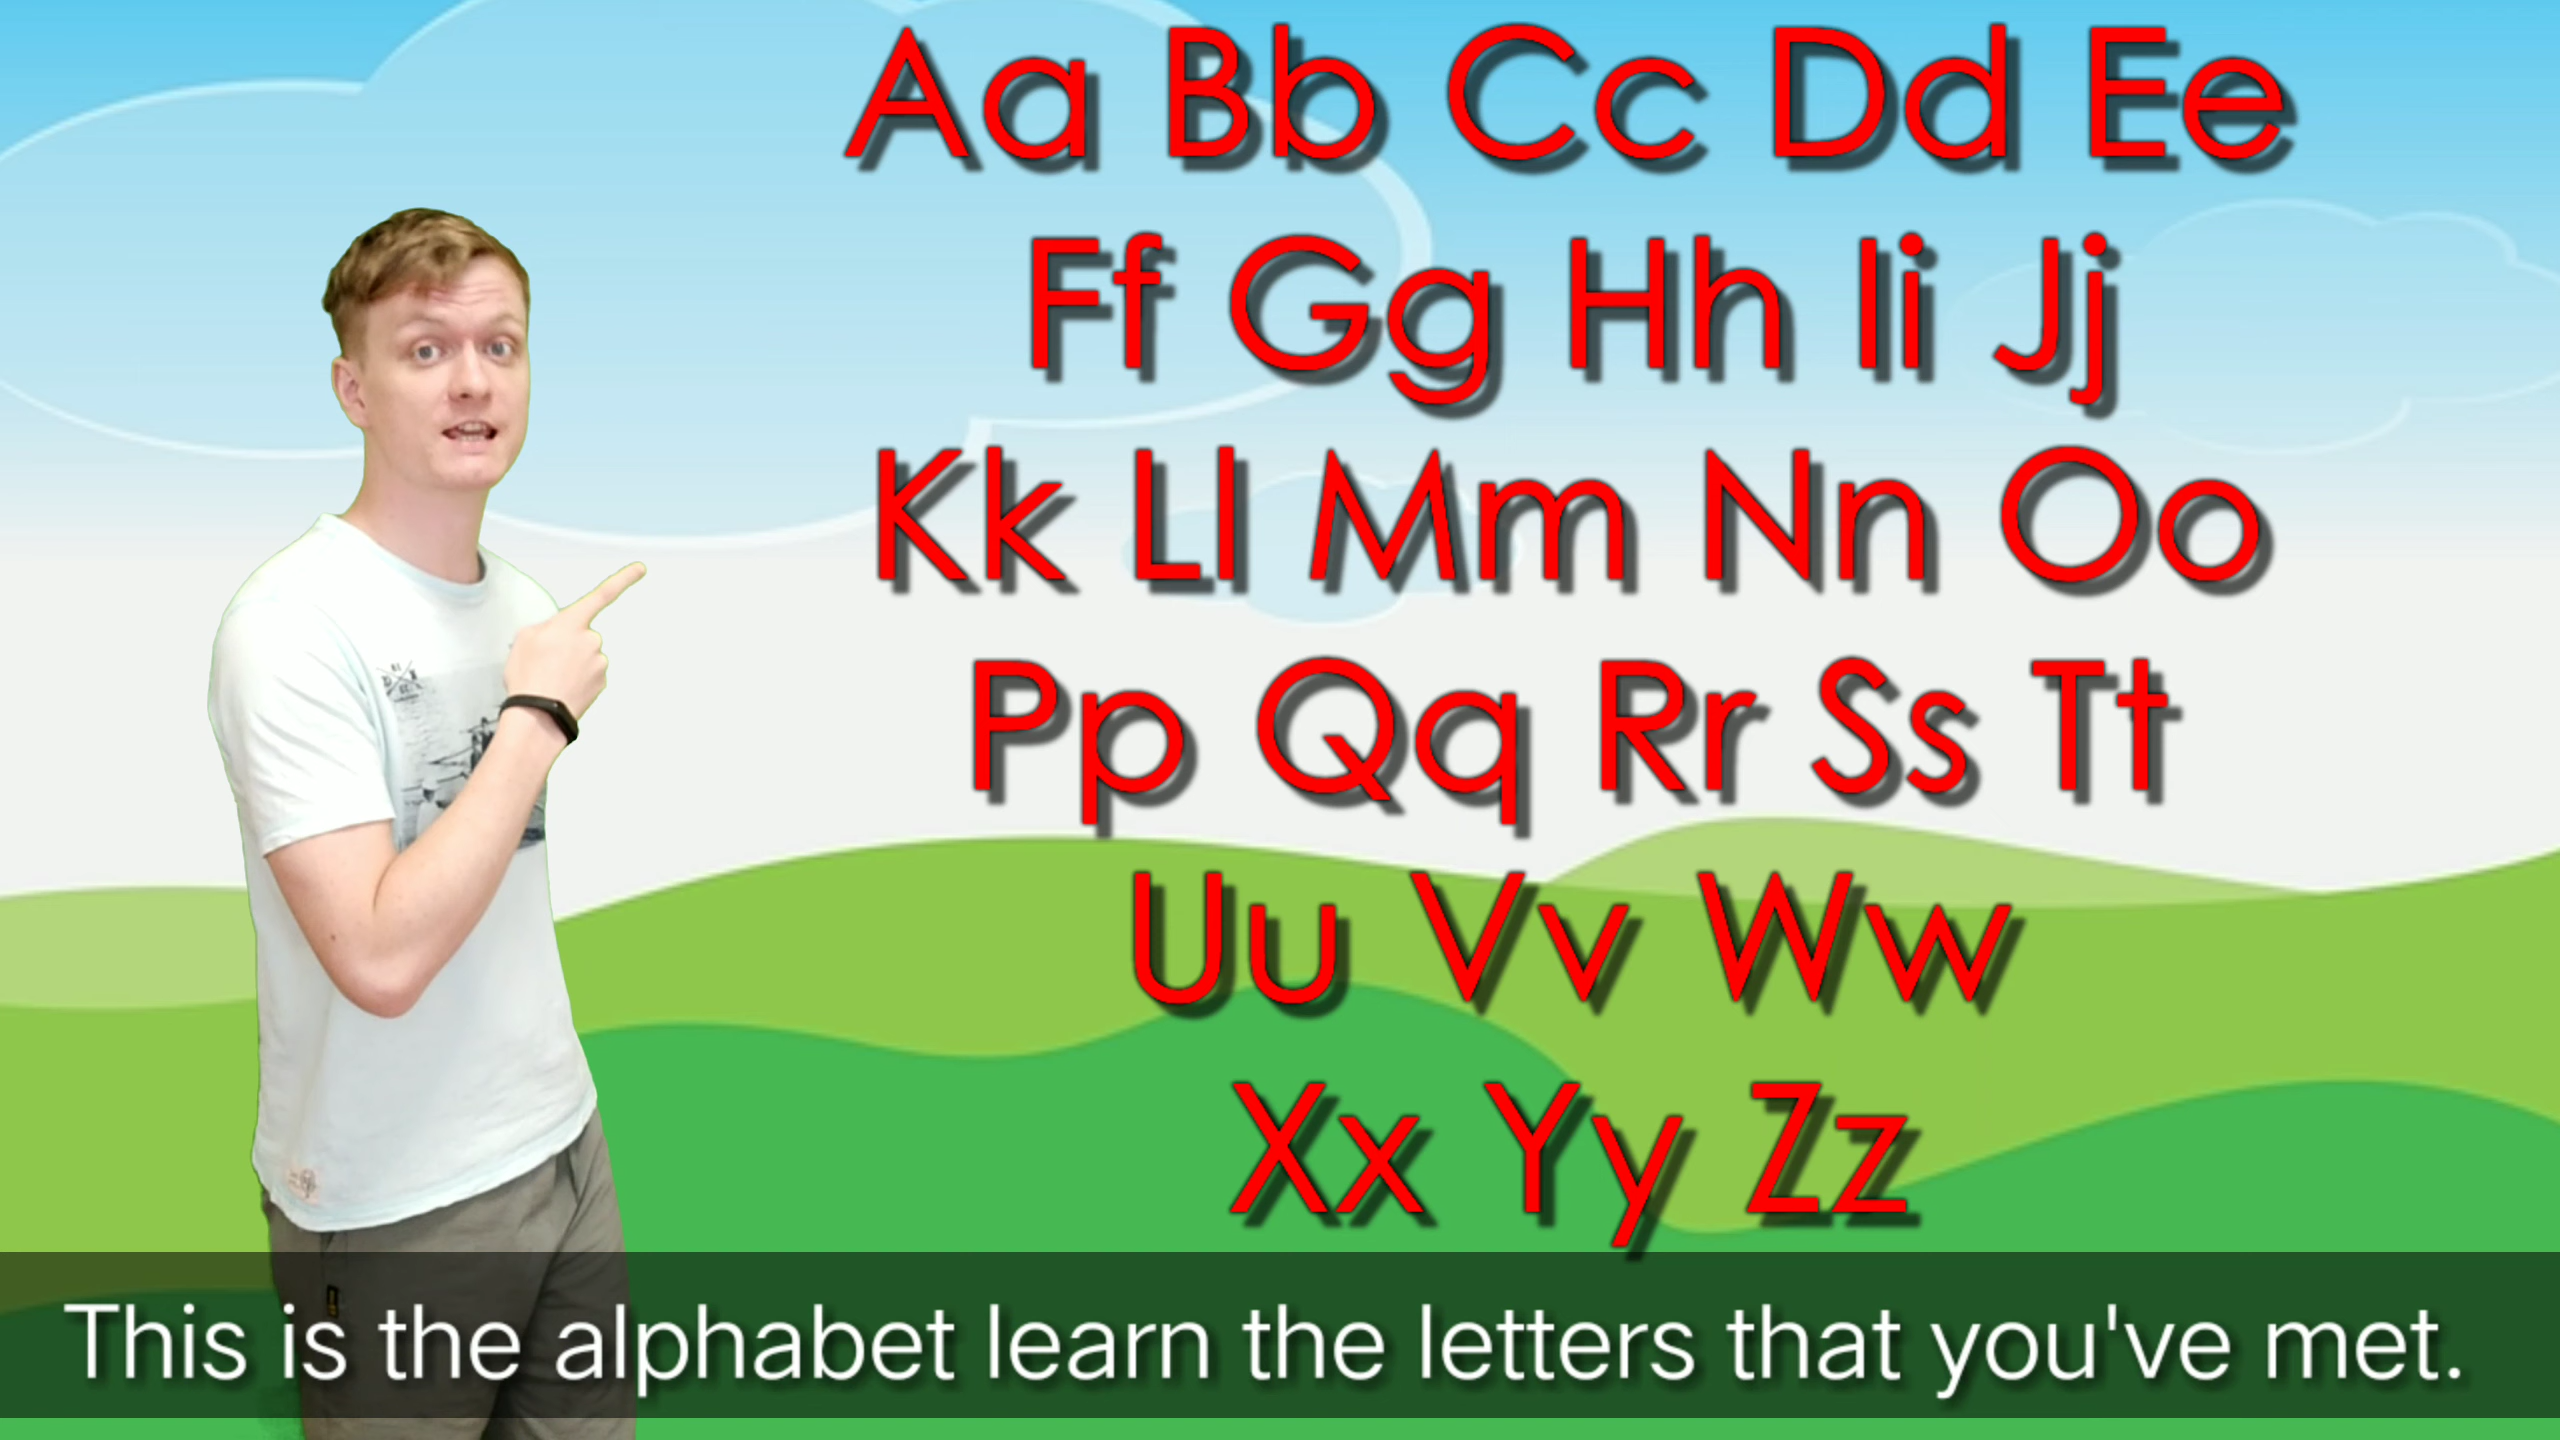 Aa Bb Cc Dd Ee
Ff Gg Hh Ii Jj
Kk Ll Mm Nn Oo
Pp Qq Rr Ss Tt
Uu Vv Ww
Xx Yy Zz
This is the alphabet learn the letters that you've met.